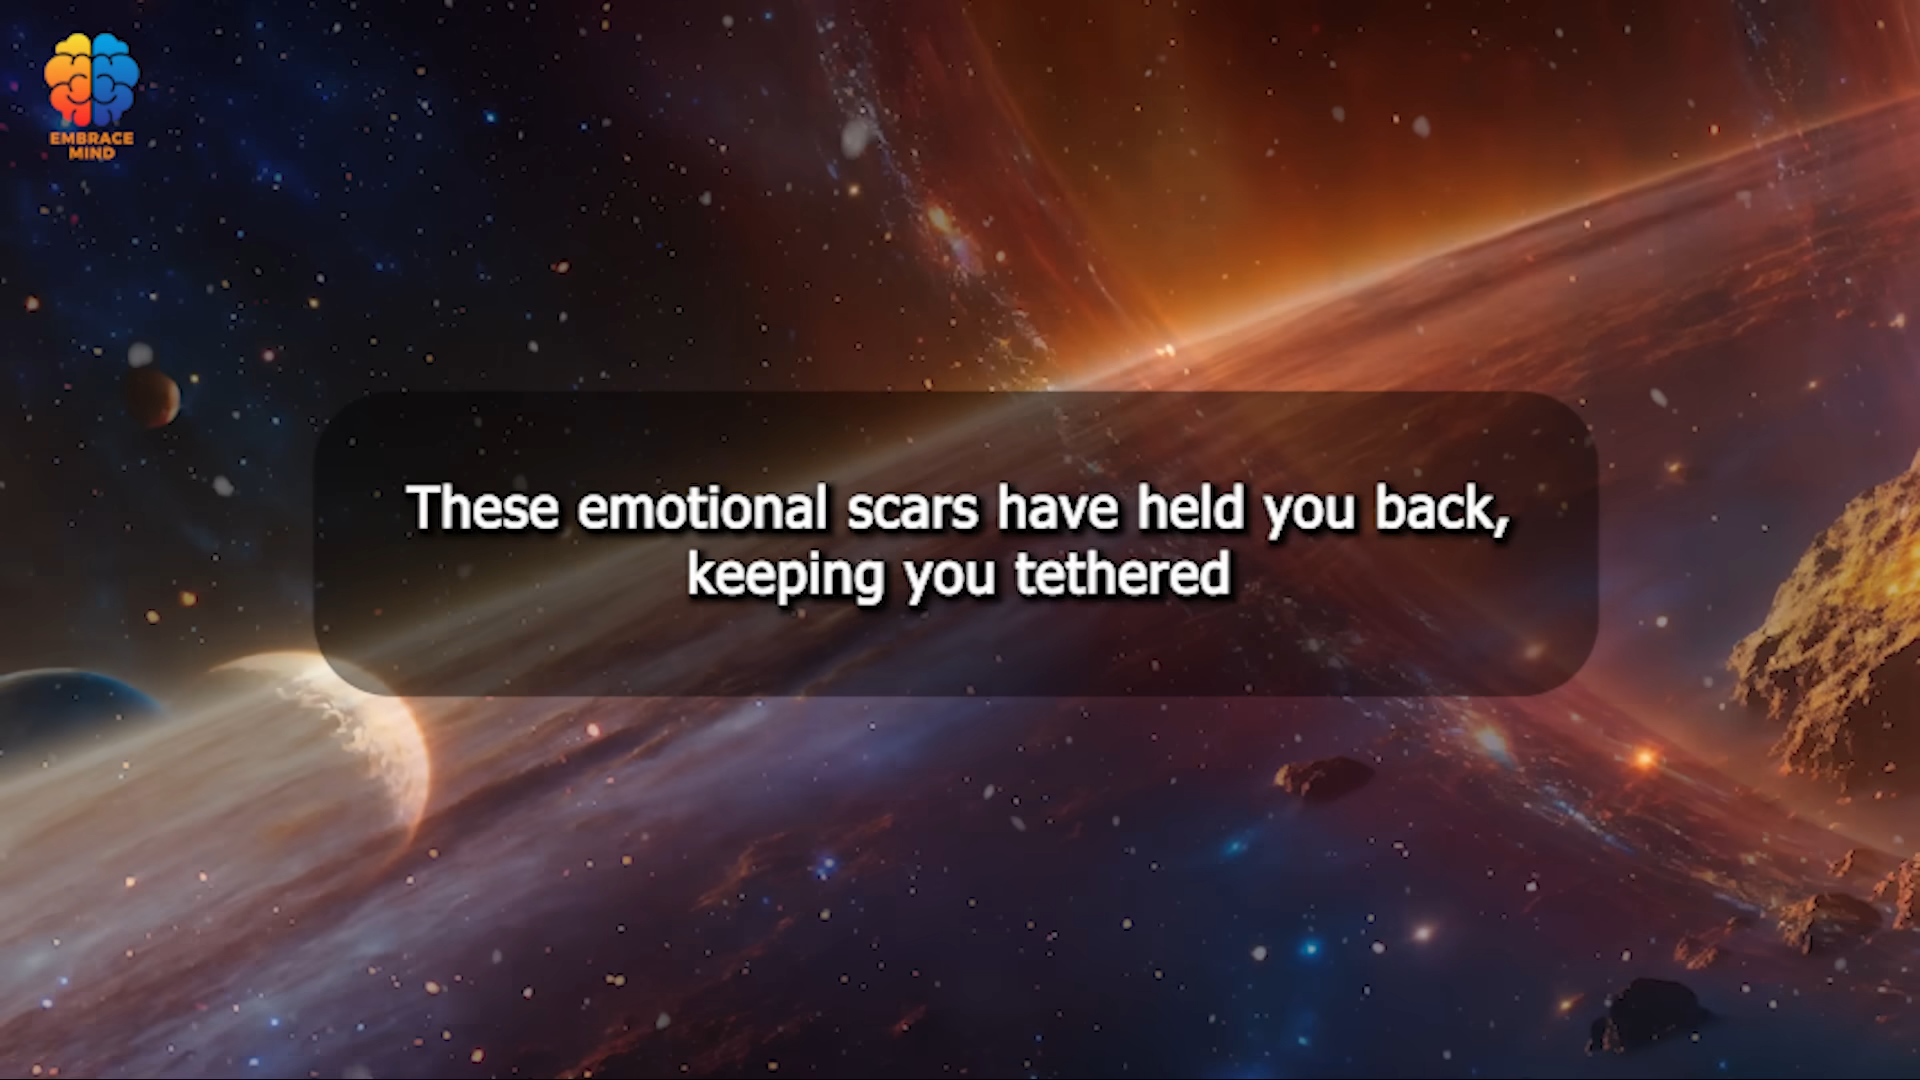 EMBRACE
MIND
These emotional scars have held you back,
keeping you tethered